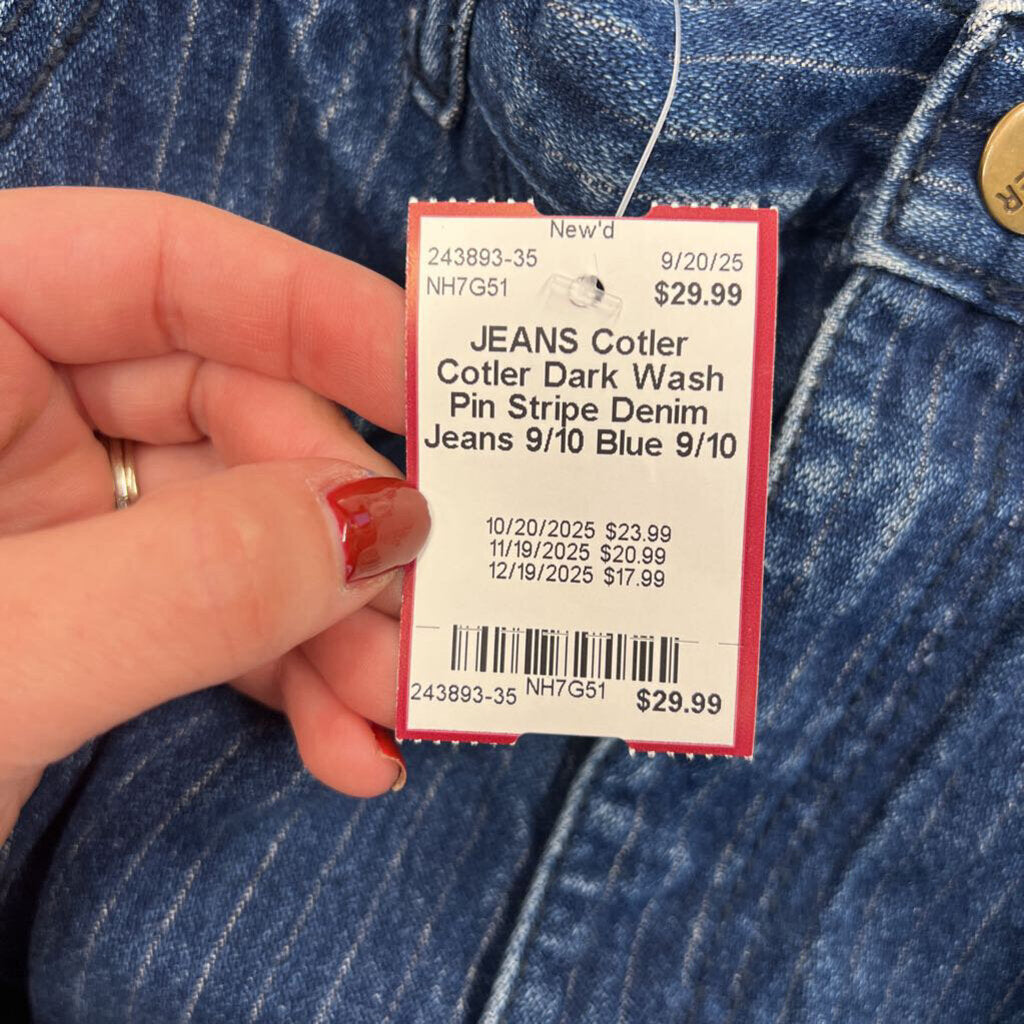 New'd
243893-35 9/20/25
NH7G51 $29.99
JEANS Cotler
Cotler Dark Wash
Pin Stripe Denim
Jeans 9/10 Blue 9/10
10/20/2025 $23.99
11/19/2025 $20.99
12/19/2025 $17.99
243893-35 NH7G51 $29.99